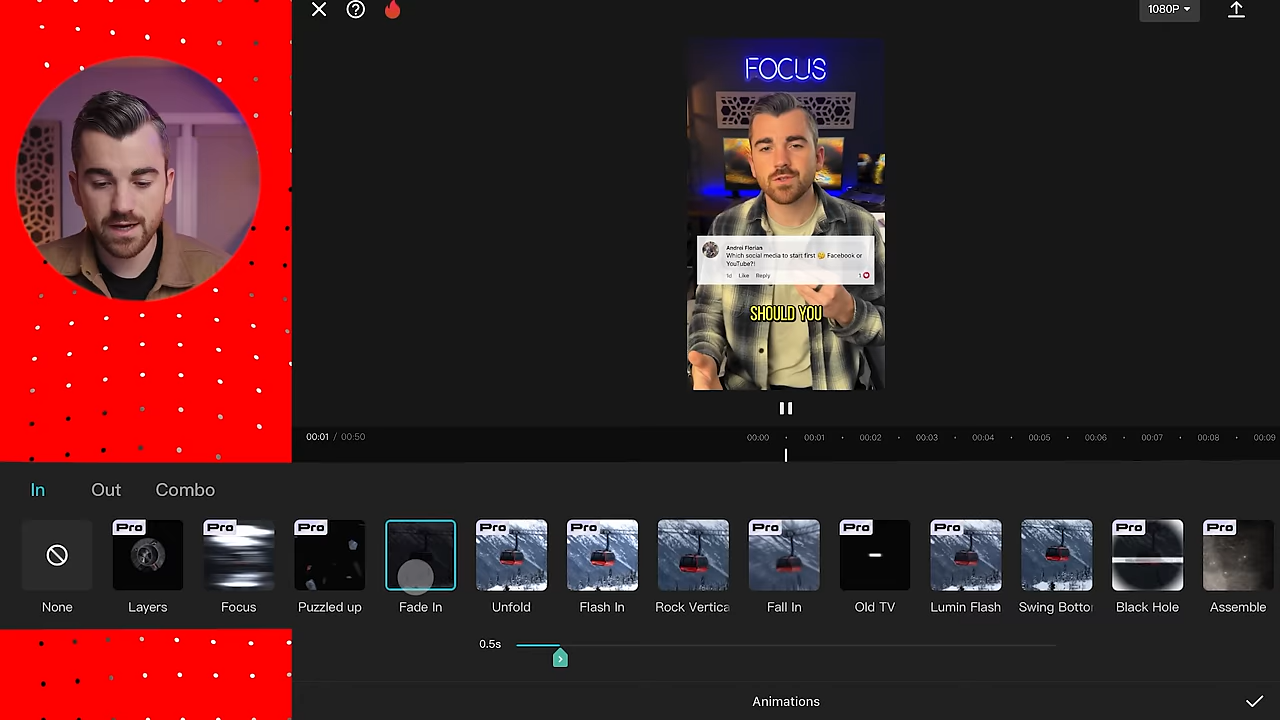 1080P
FOCUS
Andrei Florian
Which social media to start first 🤔 Facebook or
YouTube?!
1d Like Reply 1
SHOULD YOU
00:01 / 00:50
00:00 00:01 00:02 00:03 00:04 00:05 00:06 00:07 00:08 00:09
In Out Combo
Pro Pro Pro Pro Pro Pro Pro Pro Pro Pro
None Layers Focus Puzzled up Fade In Unfold Flash In Rock Vertica Fall In Old TV Lumin Flash Swing Botto Black Hole Assemble
0.5s
Animations